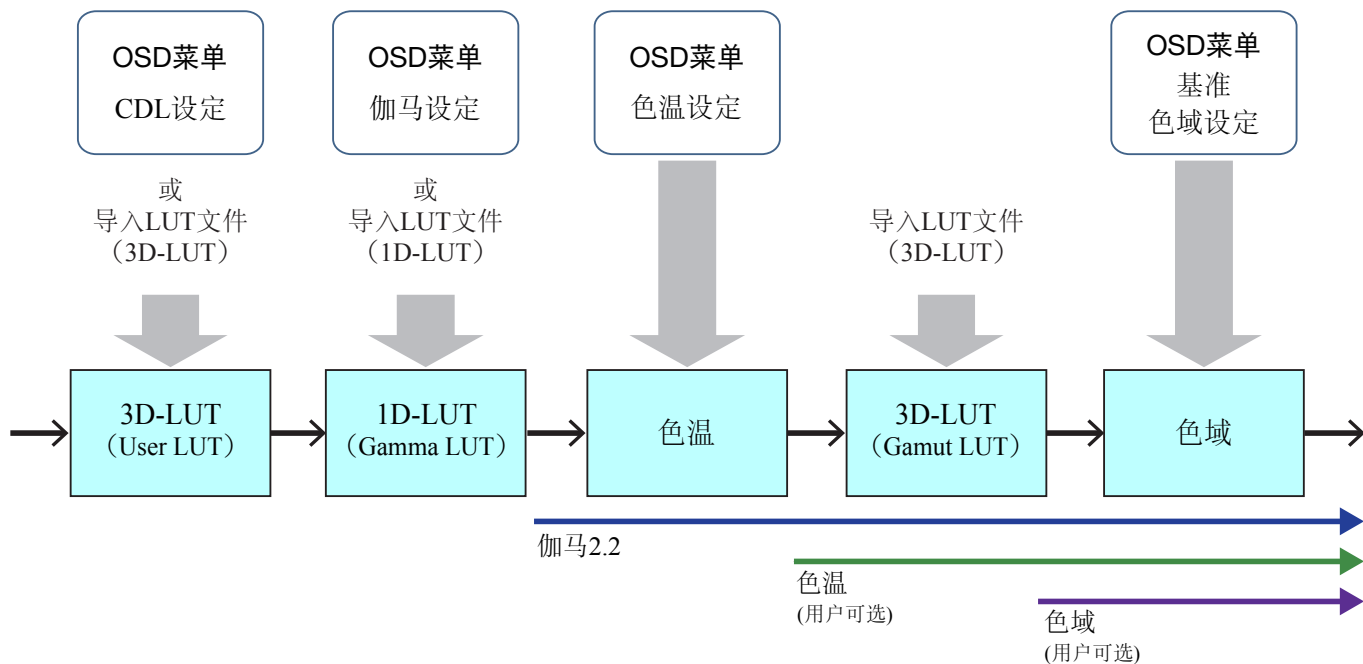 OSD菜单
CDL设定
OSD菜单
伽马设定
OSD菜单
色温设定
OSD菜单
基准
色域设定
或
导入LUT文件
（3D-LUT）
或
导入LUT文件
（1D-LUT）
导入LUT文件
（3D-LUT）
3D-LUT
（User LUT）
1D-LUT
（Gamma LUT）
色温
3D-LUT
（Gamut LUT）
色域
伽马2.2
色温
(用户可选)
色域
(用户可选)